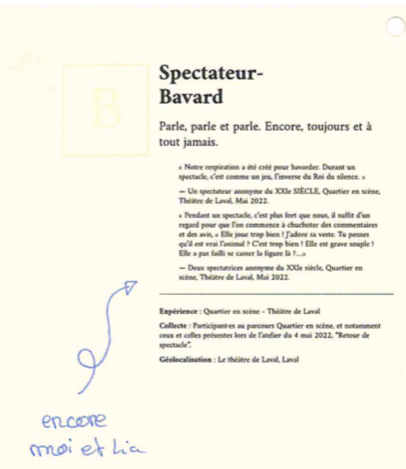 B
Spectateur-
Bavard
Parle, parle et parle. Encore, toujours et à
tout jamais.
« Notre respiration a été créé pour bavarder. Durant un
spectacle, c'est comme un jeu, l'inverse du Roi du silence. »
— Un spectateur anonyme du XXIe SIÈCLE, Quartier en scène,
Théâtre de Laval, Mai 2022.
« Pendant un spectacle, c'est plus fort que nous, il suffit d'un
regard pour que l'on commence à chuchoter des commentaires
et des avis, « Elle joue trop bien ! J'adore sa veste. Tu penses
qu'il est vrai l'animal ? C'est trop bien ! Elle est grave souple !
Elle a pas failli se casser la figure là ?...»
— Deux spectatrices anonyme du XXIe siècle, Quartier en
scène, Théâtre de Laval, Mai 2022.
Expérience : Quartier en scène - Théâtre de Laval
Collecte : Participant·es au parcours Quartier en scène, et notamment
ceux et celles présentes lors de l'atelier du 4 mai 2022, "Retour de
spectacle".
Géolocalisation : Le théâtre de Laval, Laval
encore
moi et Lia